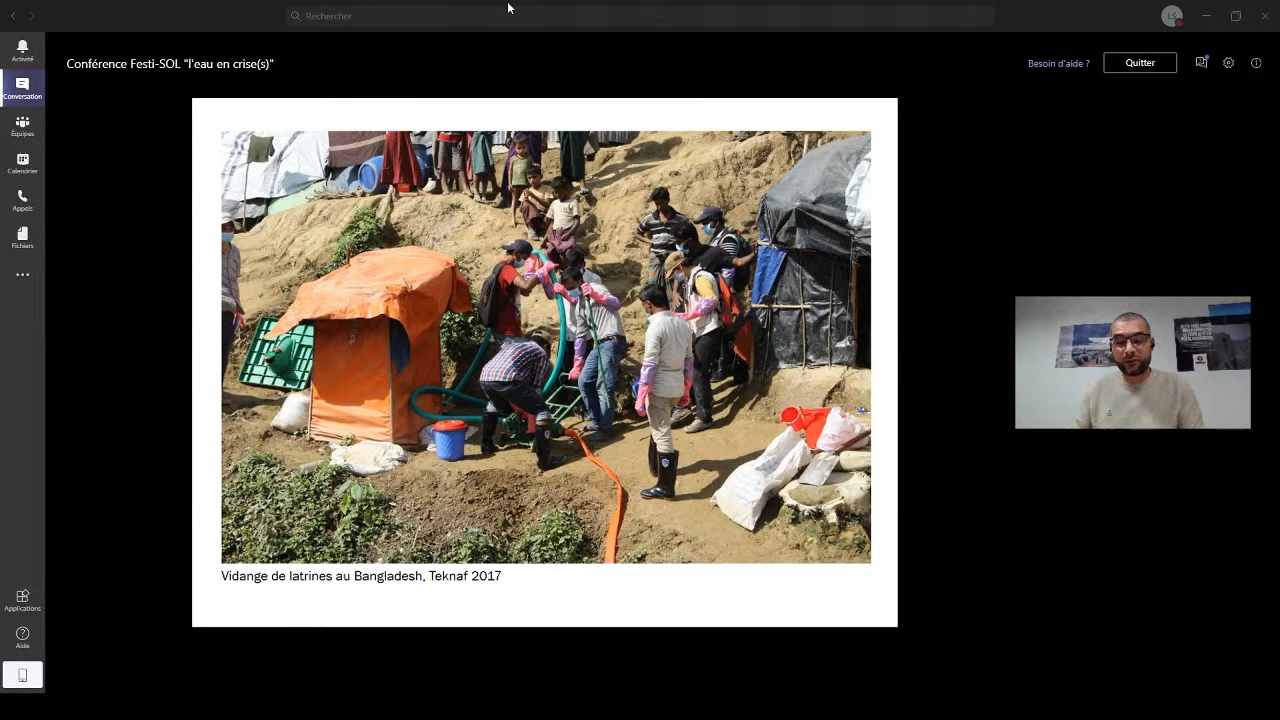 Rechercher
LS
Activité
Conférence Festi-SOL "l'eau en crise(s)"
Besoin d'aide ?
Quitter
Conversation
Équipes
Calendrier
Appels
Fichiers
Vidange de latrines au Bangladesh, Teknaf 2017
Applications
Aide